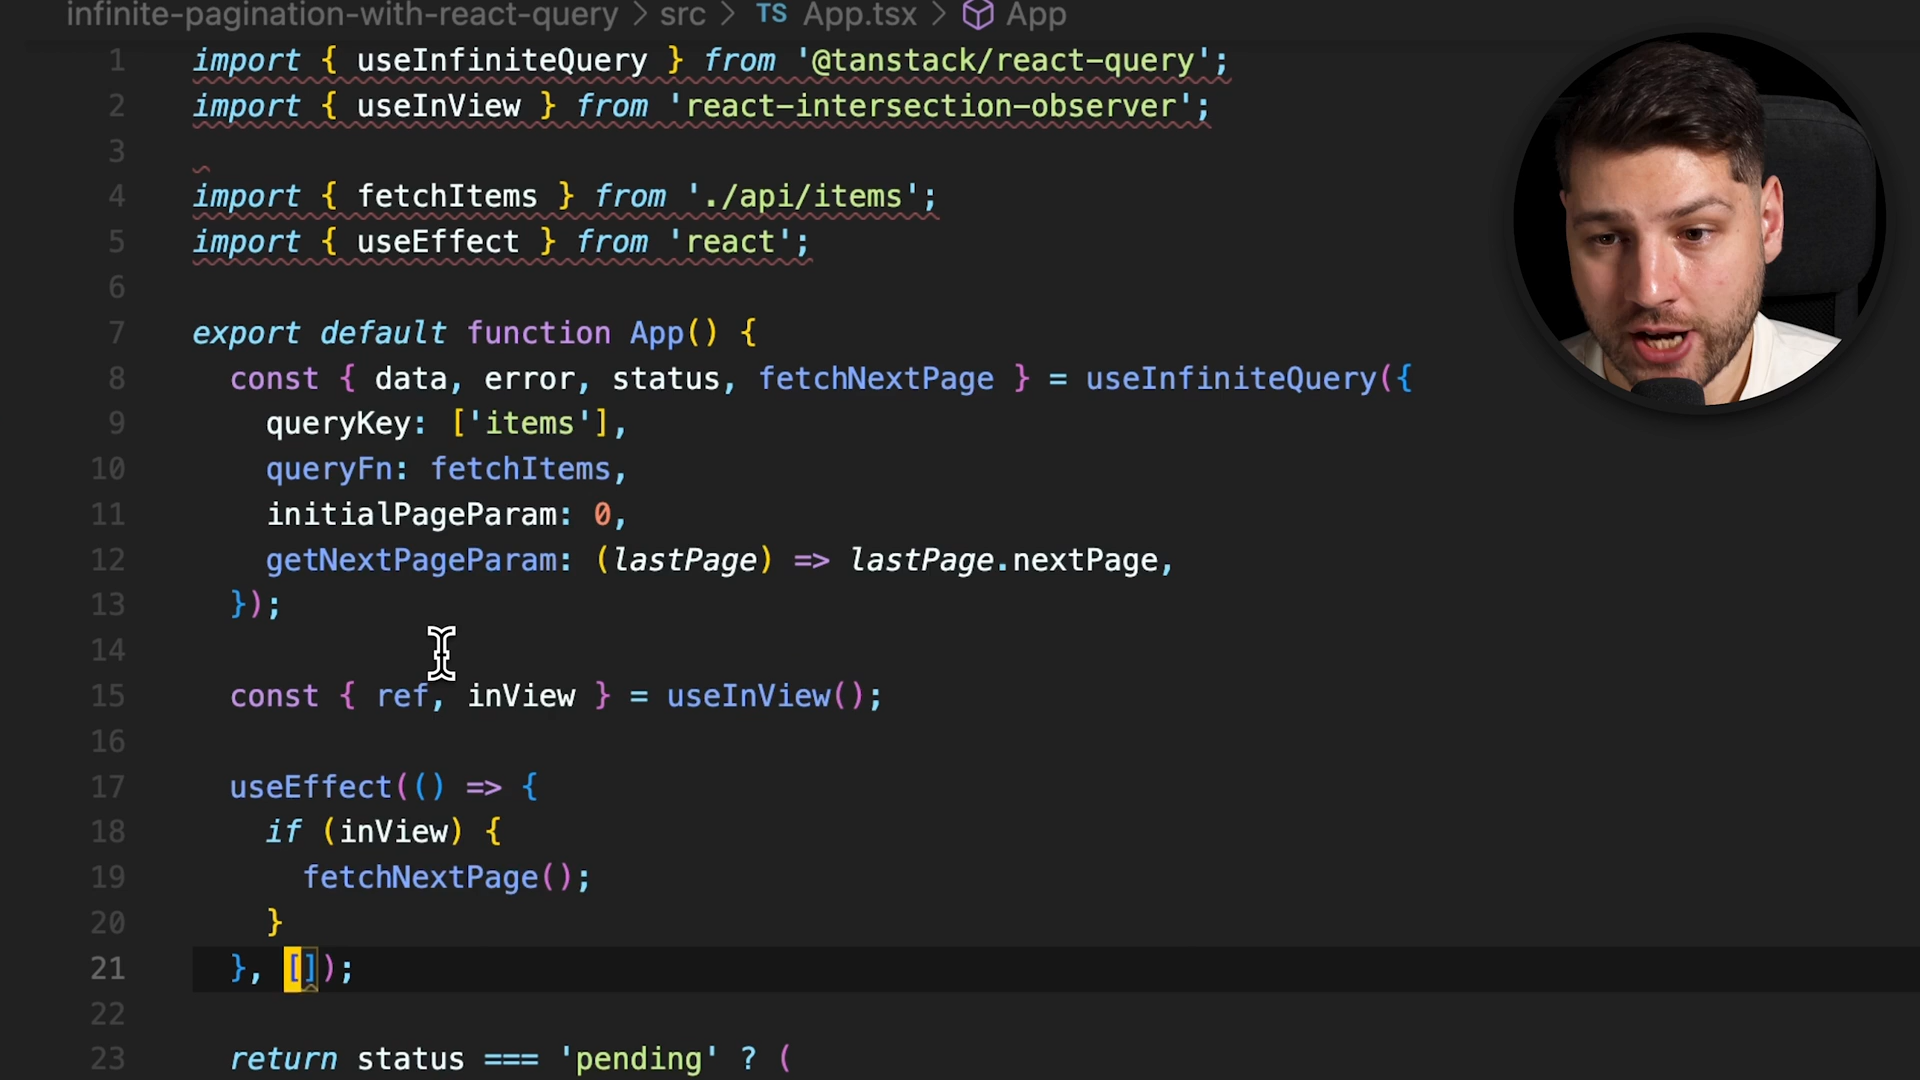 infinite-pagination-with-react-query > src > TS App.tsx > App
1 import { useInfiniteQuery } from '@tanstack/react-query';
2 import { useInView } from 'react-intersection-observer';
3
4 import { fetchItems } from './api/items';
5 import { useEffect } from 'react';
6
7 export default function App() {
8 const { data, error, status, fetchNextPage } = useInfiniteQuery({
9 queryKey: ['items'],
10 queryFn: fetchItems,
11 initialPageParam: 0,
12 getNextPageParam: (lastPage) => lastPage.nextPage,
13 });
14
15 const { ref, inView } = useInView();
16
17 useEffect(() => {
18 if (inView) {
19 fetchNextPage();
20 }
21 }, []);
22
23 return status === 'pending' ? (